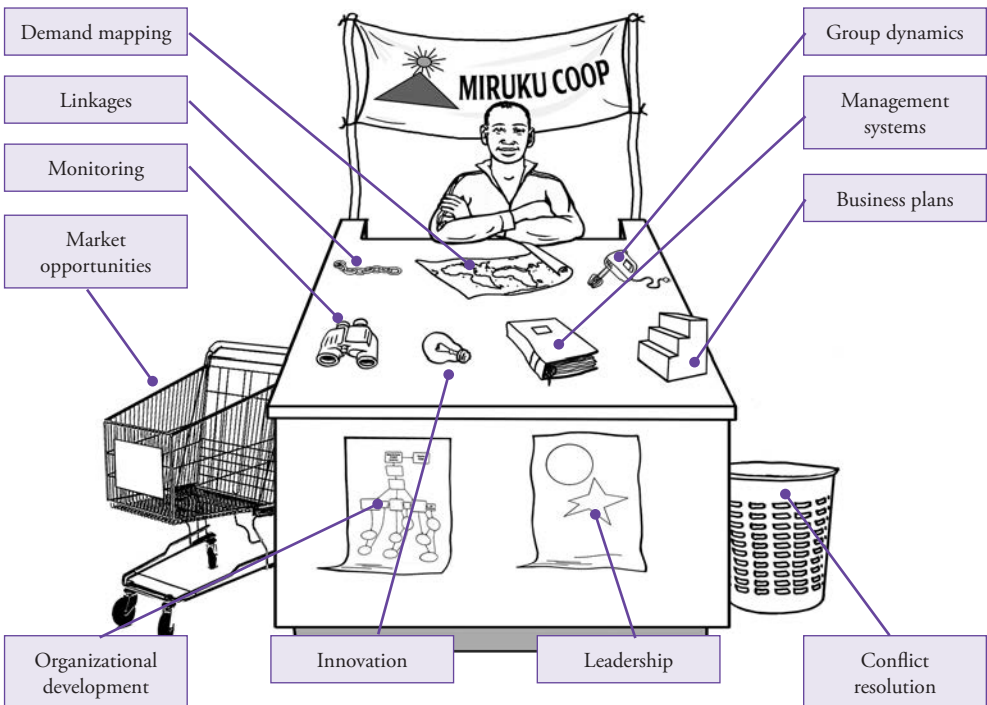 Demand mapping
Linkages
Monitoring
Market
opportunities
MIRUKU COOP
Group dynamics
Management
systems
Business plans
Organizational
development
Innovation
Leadership
Conflict
resolution